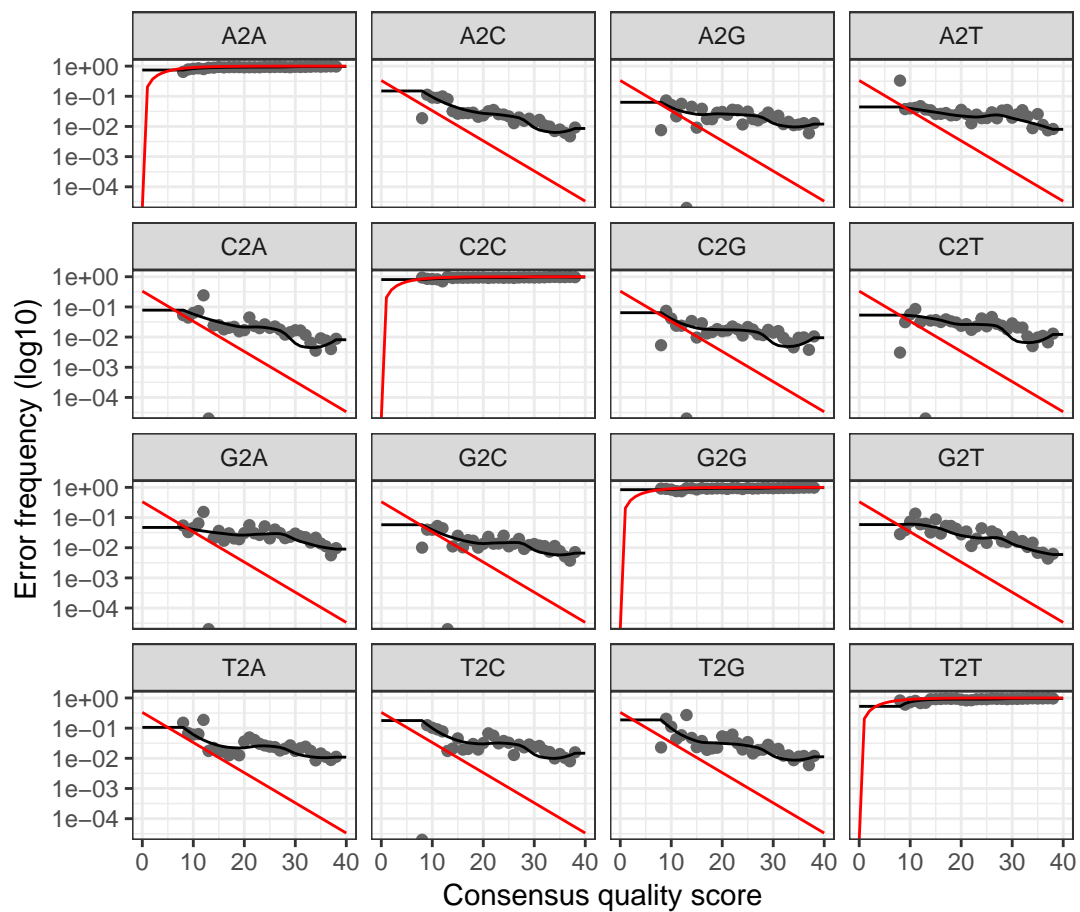 A2A A2C A2G A2T
1e+00
1e−01
1e−02
1e−03
1e−04
C2A C2C C2G C2T
1e+00
1e−01
1e−02
1e−03
1e−04
G2A G2C G2G G2T
1e+00
1e−01
1e−02
1e−03
1e−04
T2A T2C T2G T2T
1e+00
1e−01
1e−02
1e−03
1e−04
0 10 20 30 40 0 10 20 30 40 0 10 20 30 40 0 10 20 30 40
Consensus quality score
Error frequency (log10)